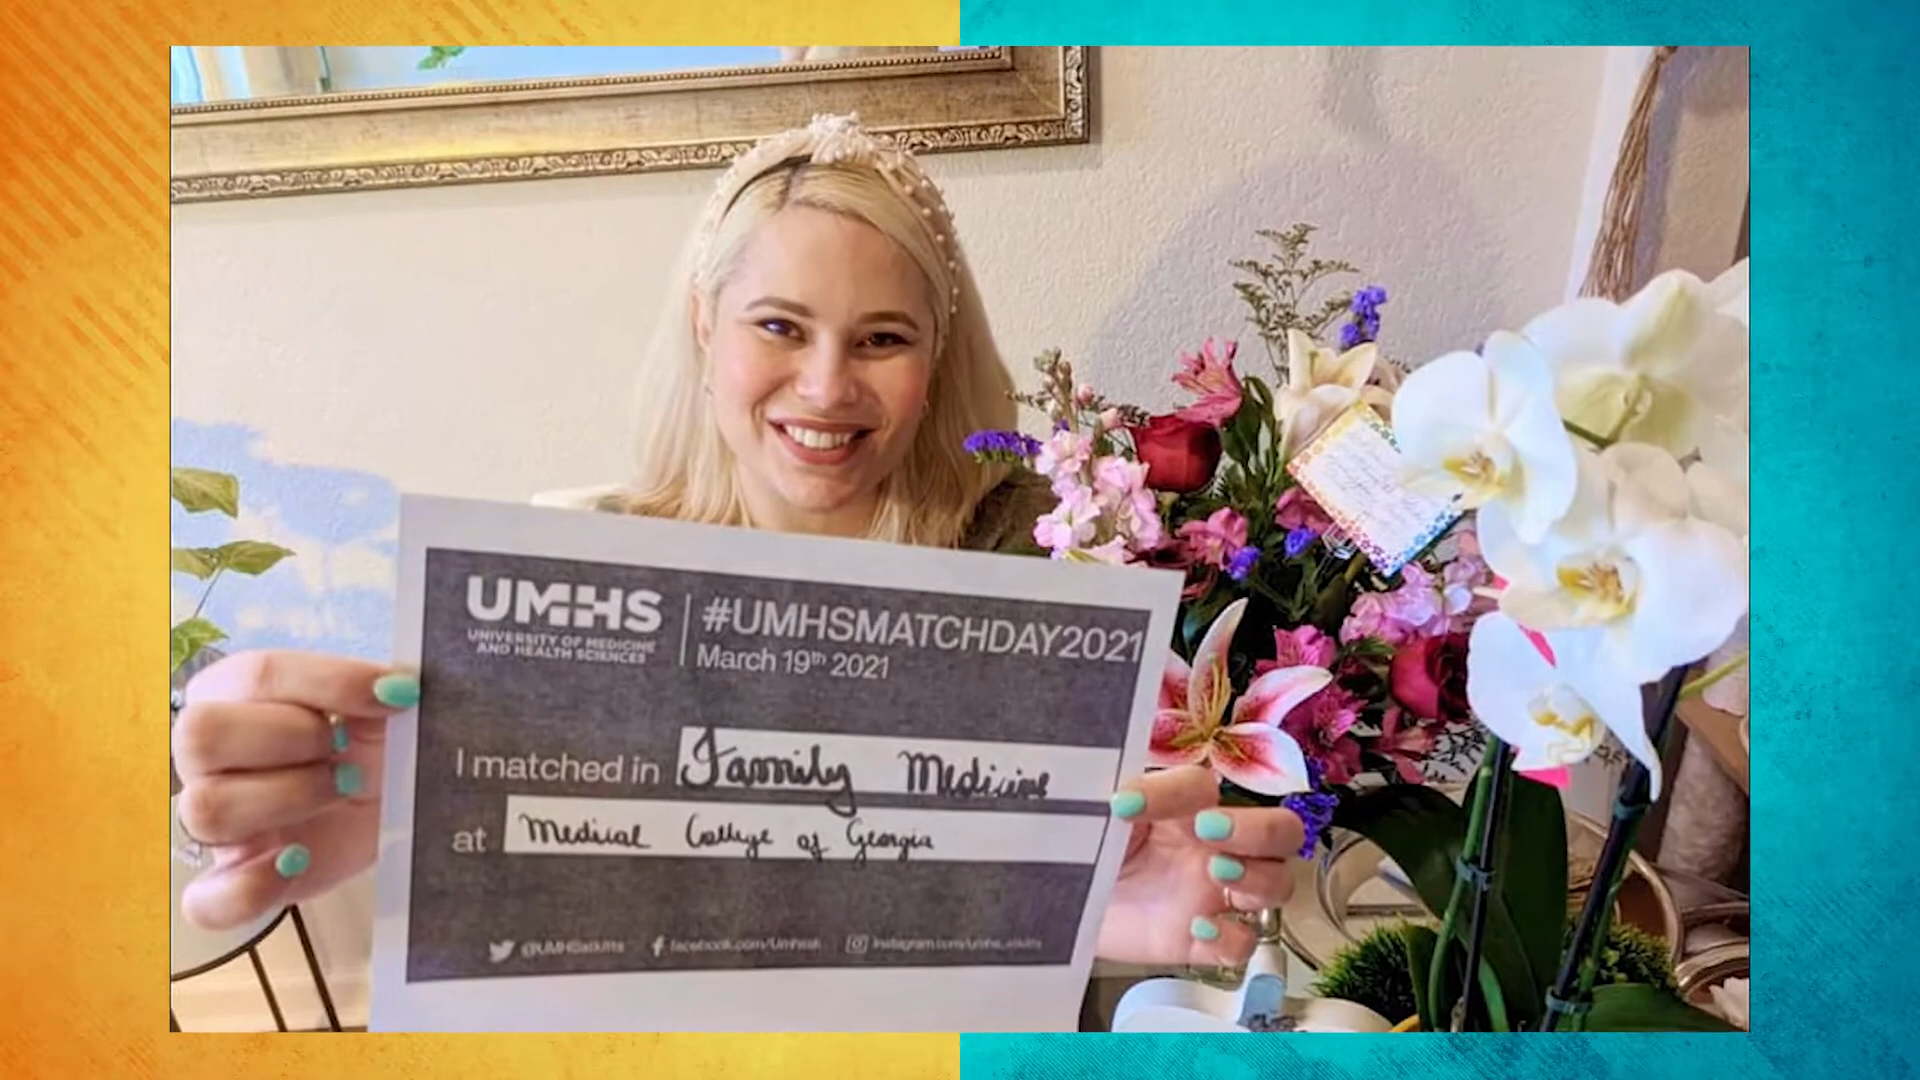 UMHS
UNIVERSITY OF MEDICINE
AND HEALTH SCIENCES
#UMHSMATCHDAY2021
March 19th 2021
I matched in Family Medicine
at Medical College of Georgia